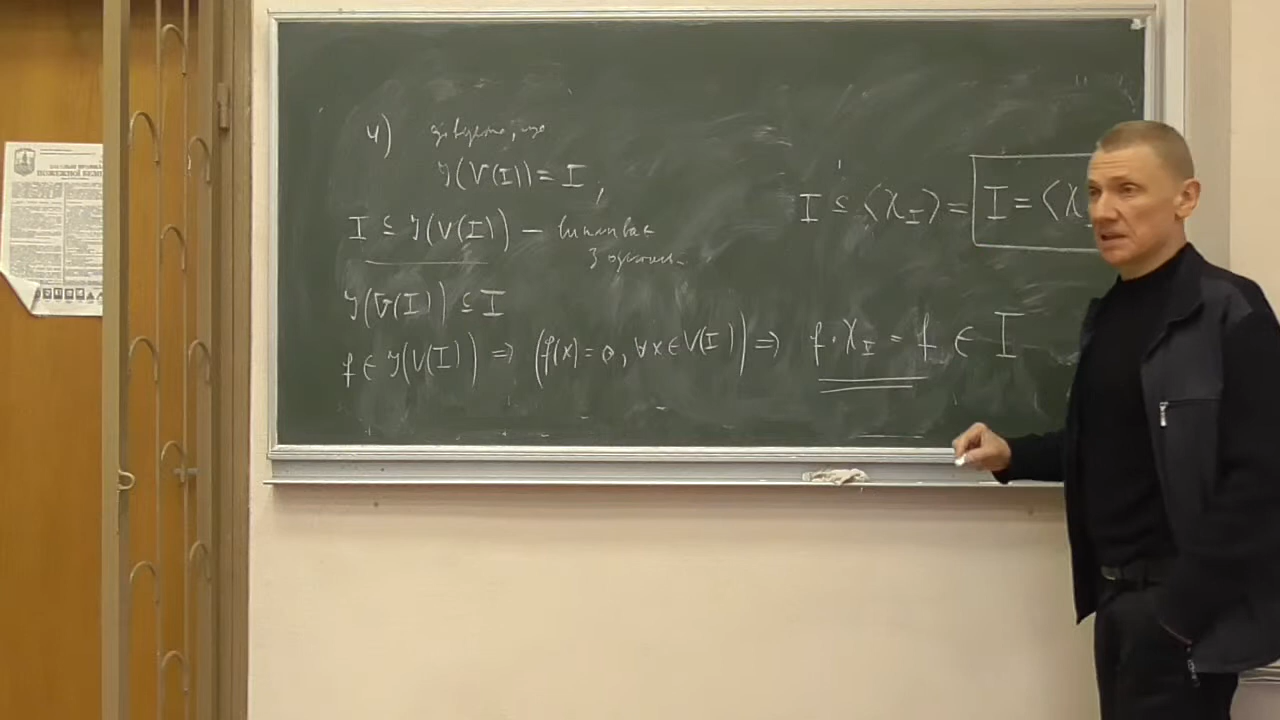 4) доведемо, що
J(V(I)) = I,
I ⊆ J(V(I)) – випливає
з означ.
J(V(I)) ⊆ I
f ∈ J(V(I)) ⇒ (f(x) = 0, ∀x ∈ V(I)) ⇒ f · χ_I = f ∈ I
I ⊆ ⟨χ_I⟩ = I = ⟨χ